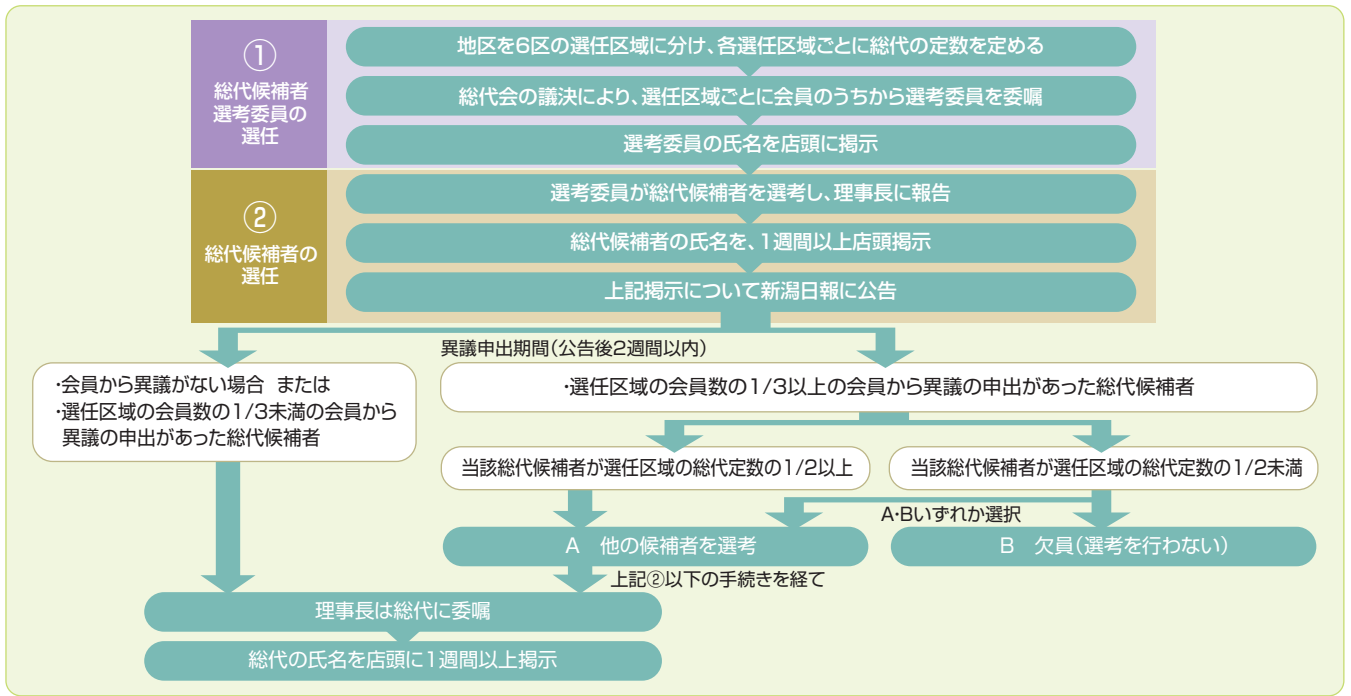 ①
総代候補者
選考委員の
選任
地区を6区の選任区域に分け、各選任区域ごとに総代の定数を定める
総代会の議決により、選任区域ごとに会員のうちから選考委員を委嘱
選考委員の氏名を店頭に掲示
②
総代候補者の
選任
選考委員が総代候補者を選考し、理事長に報告
総代候補者の氏名を、1週間以上店頭掲示
上記掲示について新潟日報に公告
異議申出期間（公告後2週間以内）
・会員から異議がない場合 または
・選任区域の会員数の1/3未満の会員から
異議の申出があった総代候補者
・選任区域の会員数の1/3以上の会員から異議の申出があった総代候補者
当該総代候補者が選任区域の総代定数の1/2以上
当該総代候補者が選任区域の総代定数の1/2未満
A・Bいずれか選択
A 他の候補者を選考
B 欠員（選考を行わない）
上記②以下の手続きを経て
理事長は総代に委嘱
総代の氏名を店頭に1週間以上掲示